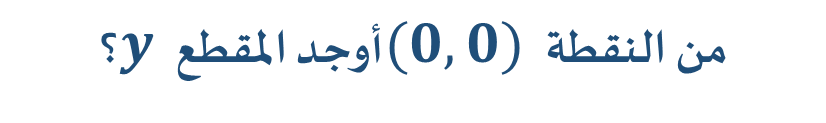 من النقطة (0, 0) أوجد المقطع y؟